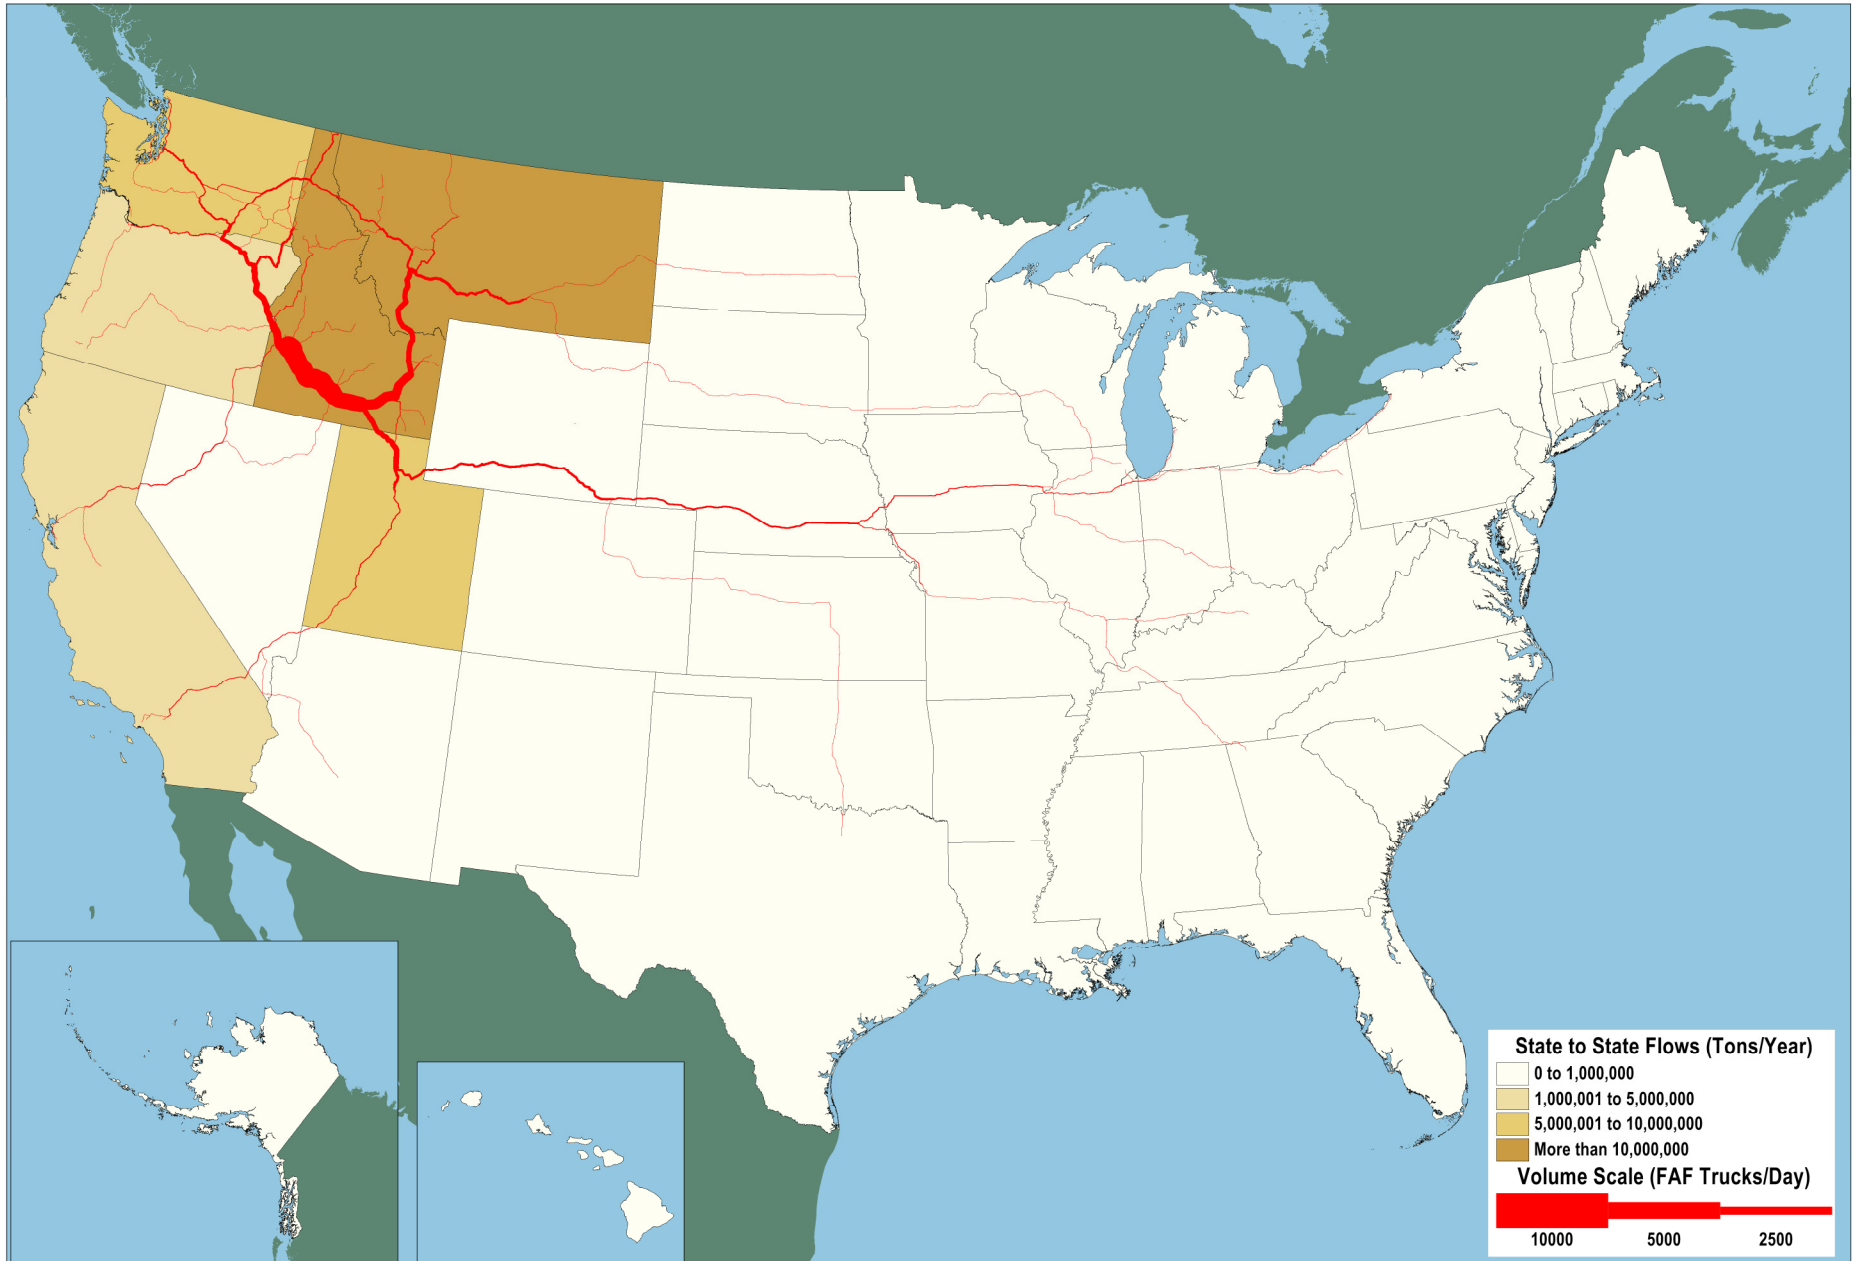 State to State Flows (Tons/Year)
0 to 1,000,000
1,000,001 to 5,000,000
5,000,001 to 10,000,000
More than 10,000,000
Volume Scale (FAF Trucks/Day)
10000 5000 2500